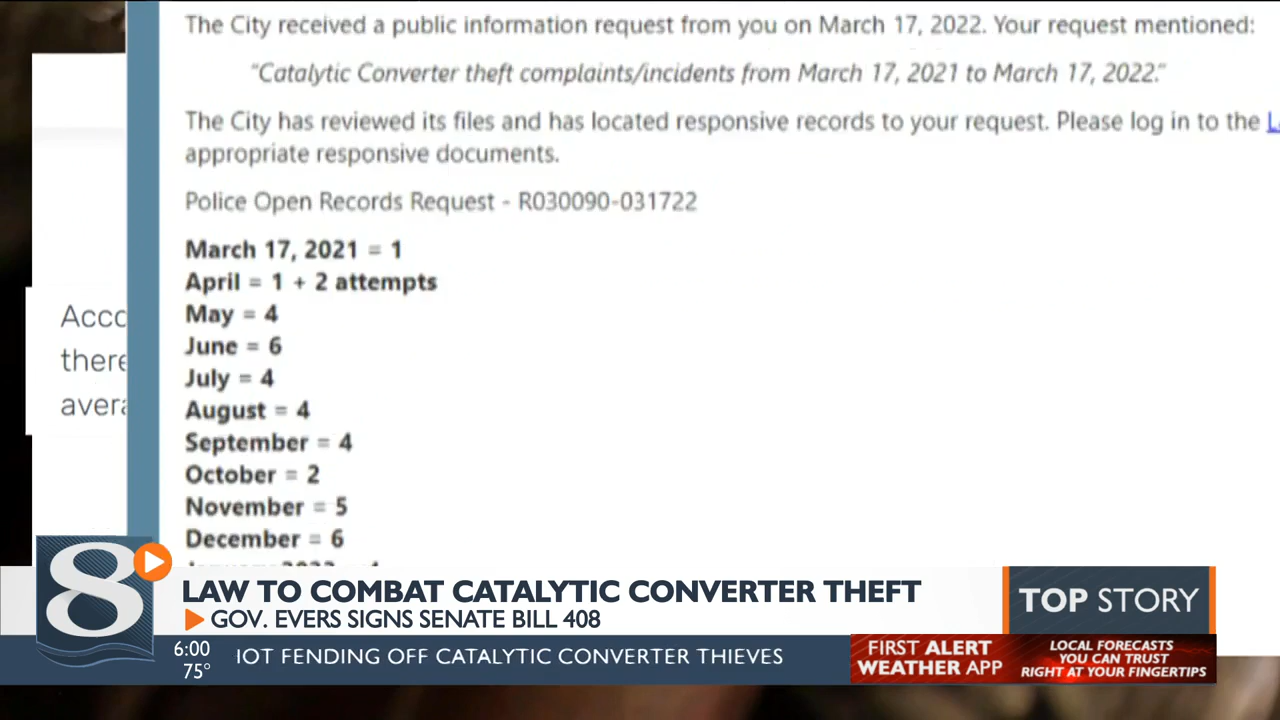 The City received a public information request from you on March 17, 2022. Your request mentioned:
"Catalytic Converter theft complaints/incidents from March 17, 2021 to March 17, 2022."
The City has reviewed its files and has located responsive records to your request. Please log in to the
appropriate responsive documents.
Police Open Records Request - R030090-031722
March 17, 2021 = 1
April = 1 + 2 attempts
May = 4
June = 6
July = 4
August = 4
September = 4
October = 2
November = 5
December = 6
Acco
there
avera
8
LAW TO COMBAT CATALYTIC CONVERTER THEFT
GOV. EVERS SIGNS SENATE BILL 408
TOP STORY
6:00
75°
IOT FENDING OFF CATALYTIC CONVERTER THIEVES
FIRST ALERT
WEATHER APP
LOCAL FORECASTS
YOU CAN TRUST
RIGHT AT YOUR FINGERTIPS